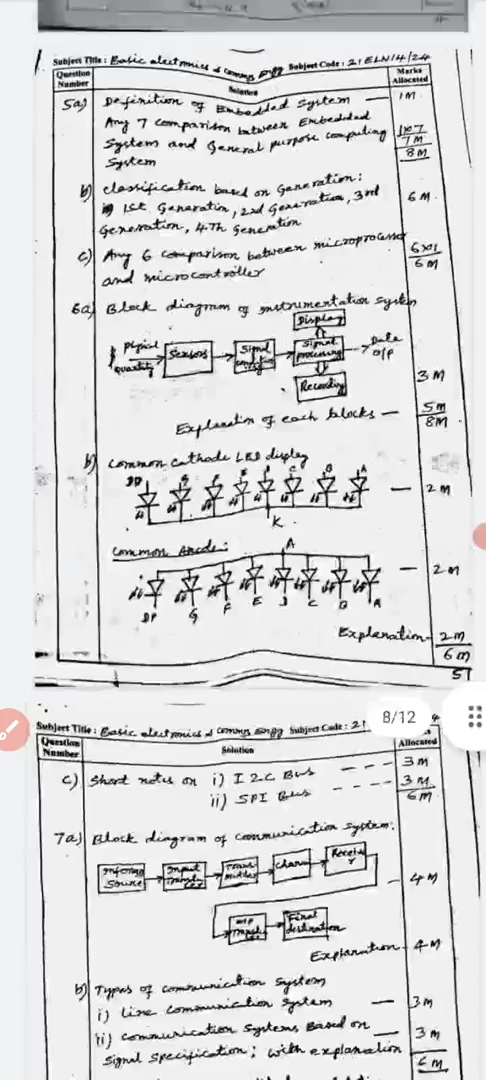 Subject Title : Basic electronics & commns Engg Subject Code : 21ELN14/24
Question Number
Solution
Marks Allocated
5a) Definition of Embedded System — 1M
Any 7 comparison between Embedded
System and General purpose computing
System
1x7
7M
8M
b) classification based on Generation:
1st Generation, 2nd Generation, 3rd
Generation, 4Th Generation
6M
c) Any 6 comparison between microprocessor
and microcontroller
6x1
6M
6a) Block diagram of instrumentation system
Display
Physical quantity
Sensors
Signal
Signal processing
Data O/P
Recording
3M
Explanation of each blocks —
5m
8M
b) Common Cathode LED display
DP G F E D C B A
— 2M
K
Common Anode:
A
— 2M
DP G F E D C B A
Explanation- 2m
6m
51
8/12
Subject Title : Basic electronics & commns Engg Subject Code : 21
Question Number
Solution
Allocated
c) Short notes on i) I2C Bus --- 3M
ii) SPI Bus ---- 3M
6M
7a) Block diagram of communication system:
Source
Input
Channel
Receiver
— 4M
Final destination
Explanation - 4M
b) Types of communication System
i) Line communication System — 3M
ii) communication Systems Based on — 3M
Signal specification; with explanation
6M